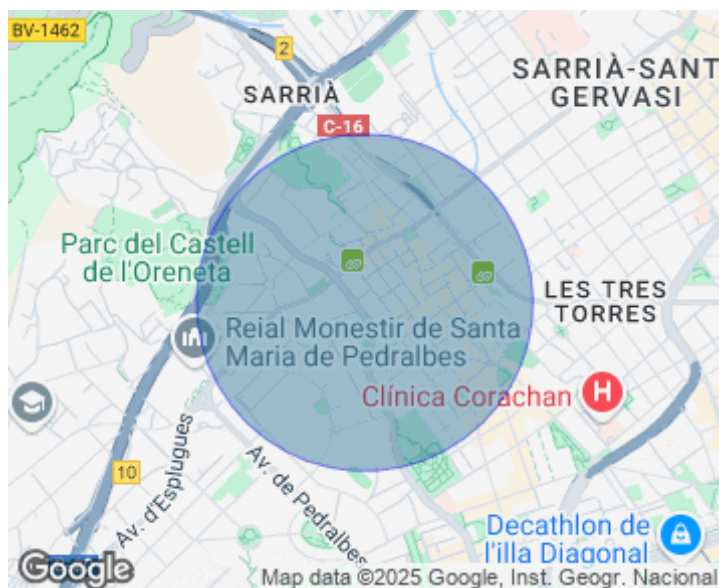 BV-1462
2
SARRIÀ
SARRIÀ-SANT
GERVASI
C-16
Parc del Castell
de l'Oreneta
LES TRES
TORRES
Reial Monestir de Santa
Maria de Pedralbes
Clínica Corachan
H
10
Av. d'Esplugues
Av. de Pedralbes
Decathlon de
l'illa Diagonal
Google
Map data ©2025 Google, Inst. Geogr. Nacional